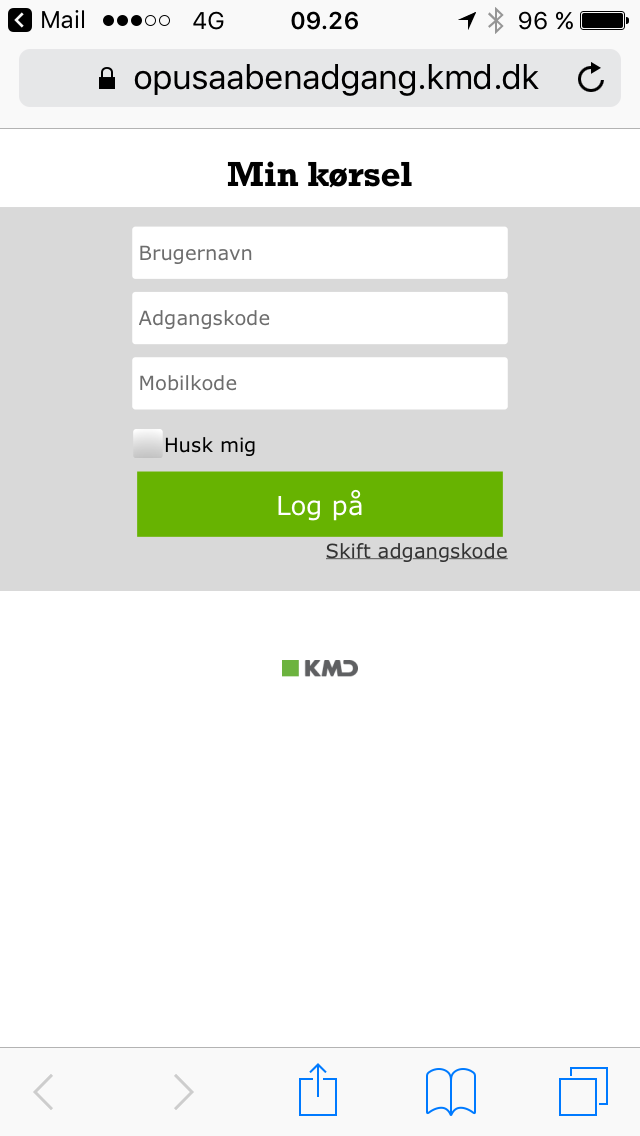 Mail 4G 09.26 96 %
opusaabenadgang.kmd.dk
Min kørsel
Brugernavn
Adgangskode
Mobilkode
Husk mig
Log på
Skift adgangskode
KMD